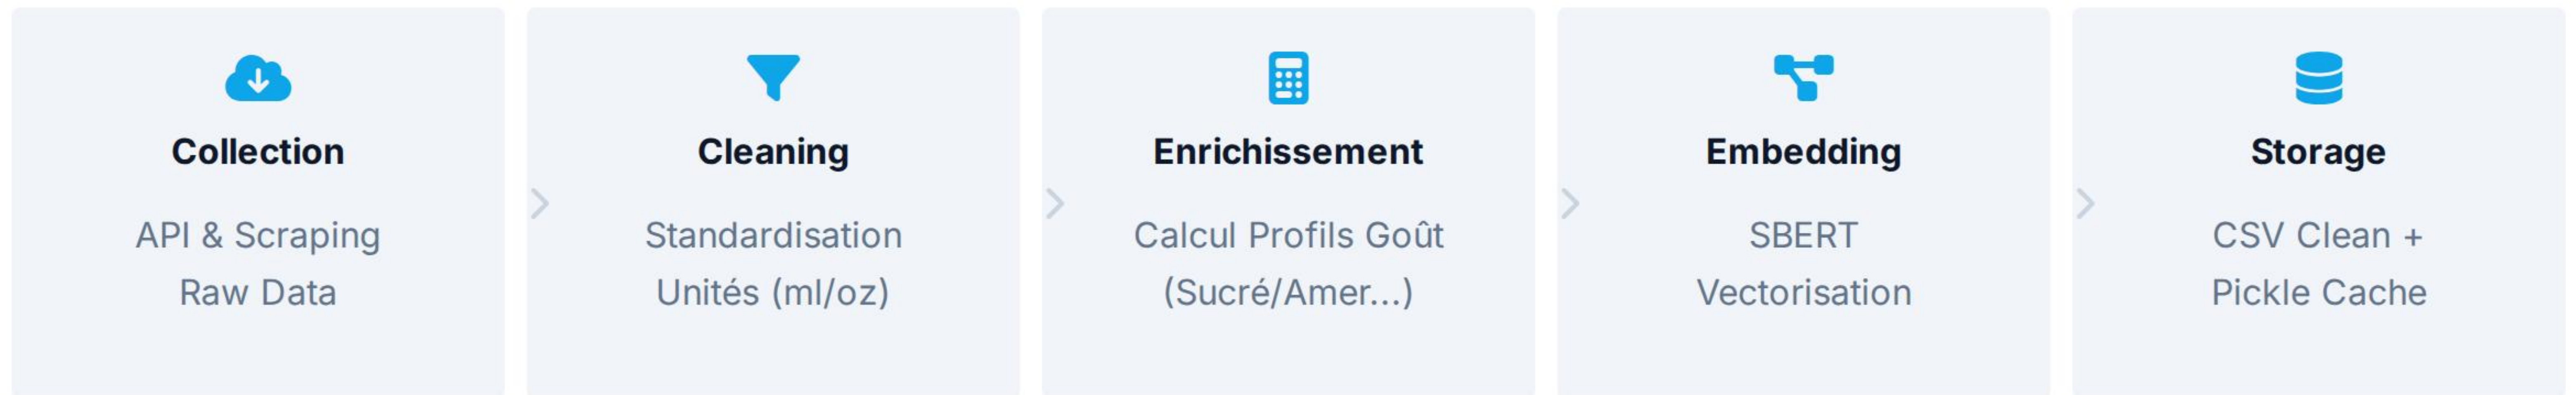 Collection
API & Scraping
Raw Data
Cleaning
Standardisation
Unités (ml/oz)
Enrichissement
Calcul Profils Goût
(Sucré/Amer...)
Embedding
SBERT
Vectorisation
Storage
CSV Clean +
Pickle Cache